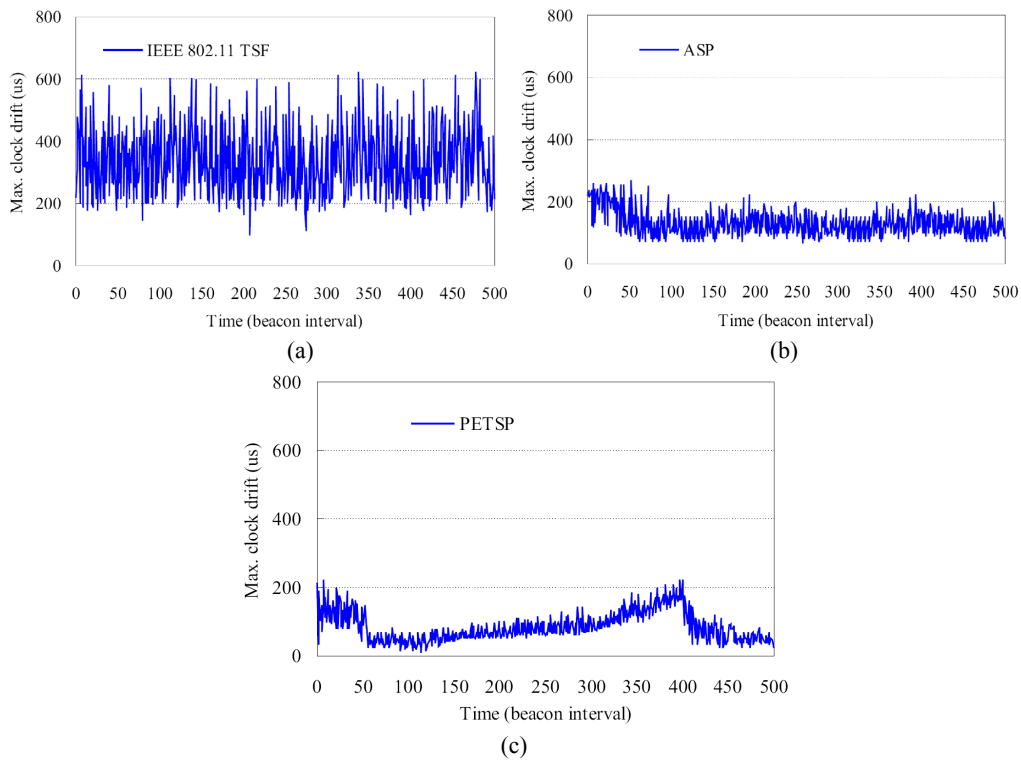 800
600
400
200
0
Max. clock drift (us)
IEEE 802.11 TSF
0 50 100 150 200 250 300 350 400 450 500
Time (beacon interval)
(a)
800
600
400
200
0
Max. clock drift (us)
ASP
0 50 100 150 200 250 300 350 400 450 500
Time (beacon interval)
(b)
800
600
400
200
0
Max. clock drift (us)
PETSP
0 50 100 150 200 250 300 350 400 450 500
Time (beacon interval)
(c)